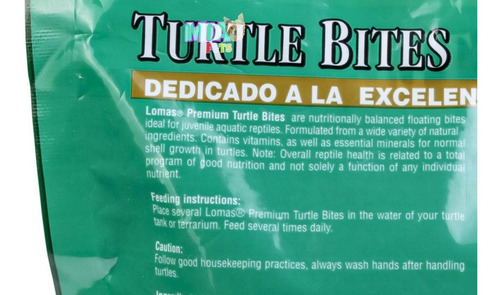 MD
PETS
TURTLE BITES
DEDICADO A LA EXCELEN
Lomas® Premium Turtle Bites are nutritionally balanced floating bites
ideal for juvenile aquatic reptiles. Formulated from a wide variety of natural
ingredients. Contains vitamins, as well as essential minerals for normal
shell growth in turtles. Note: Overall reptile health is related to a total
program of good nutrition and not solely a function of any individual
nutrient.
Feeding instructions:
Place several Lomas® Premium Turtle Bites in the water of your turtle
tank or terrarium. Feed several times daily.
Caution:
Follow good housekeeping practices, always wash hands after handling
turtles.